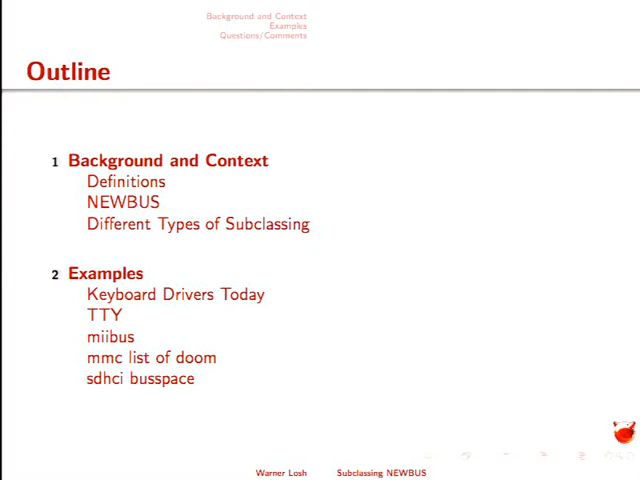 Background and Context
Examples
Questions/Comments
Outline
1 Background and Context
Definitions
NEWBUS
Different Types of Subclassing
2 Examples
Keyboard Drivers Today
TTY
miibus
mmc list of doom
sdhci busspace
Warner Losh Subclassing NEWBUS